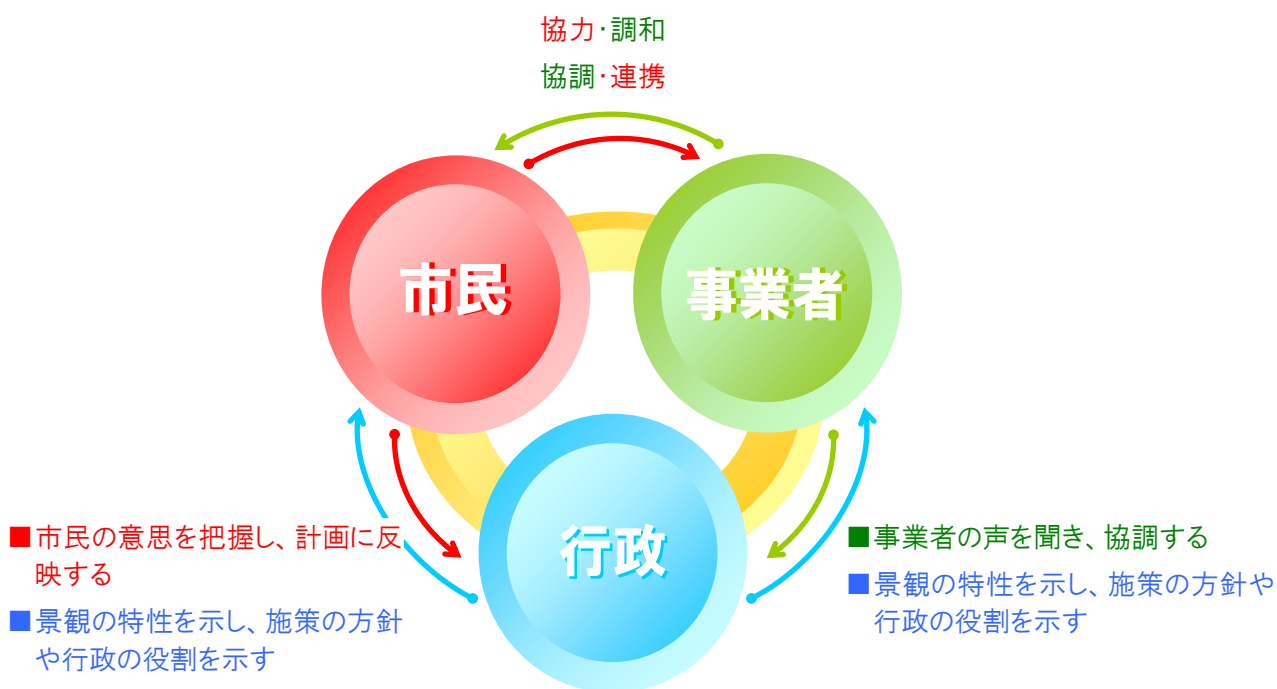 協力・調和
協調・連携
市民
事業者
行政
■市民の意思を把握し、計画に反
映する
■景観の特性を示し、施策の方針
や行政の役割を示す
■事業者の声を聞き、協調する
■景観の特性を示し、施策の方針や
行政の役割を示す